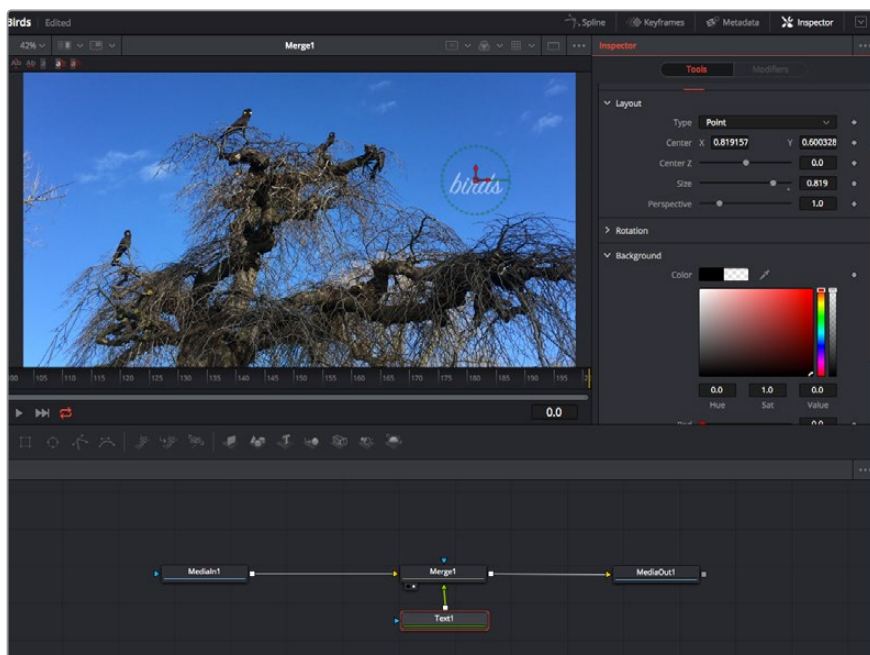 Birds Edited Spline Keyframes Metadata Inspector
42% Merge1 Inspector
Tools Modifiers
Layout
Type Point
Center X 0.819157 Y 0.600328
Center Z 0.0
birds
Size 0.819
Perspective 1.0
Rotation
Background
Color
105 110 115 120 125 130 135 140 145 150 155 160 165 170 175 180 185 190 195
0.0 1.0 0.0
Hue Sat Value
0.0
MediaIn1 Merge1 MediaOut1
Text1